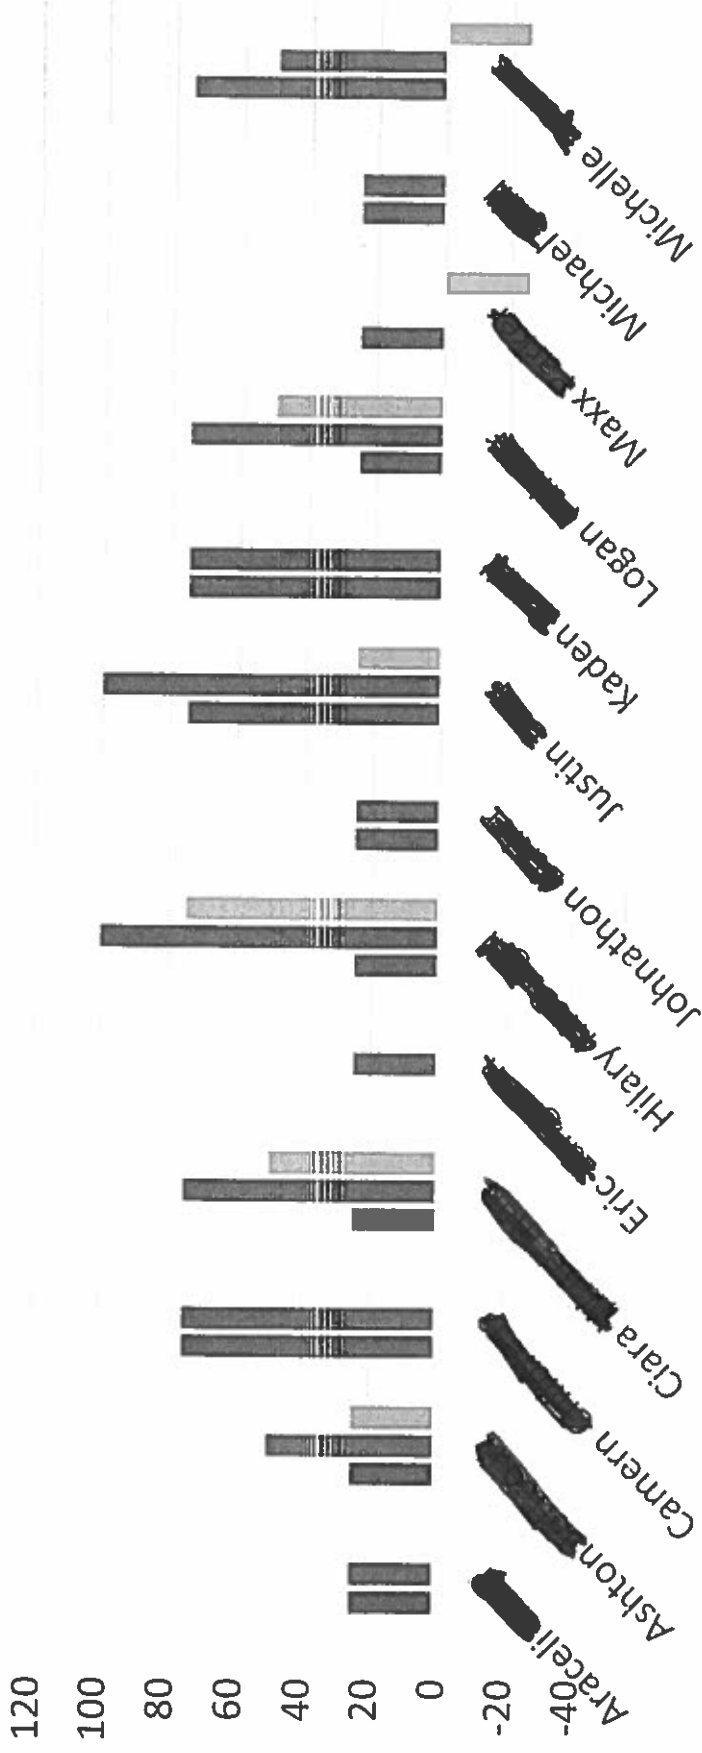 120
100
80
60
40
20
0
-20
-40
Araceli
Ashton
Camern
Ciara
Eric
Hilary
Johnathon
Justin
Kaden
Logan
Maxx
Michael
Michelle